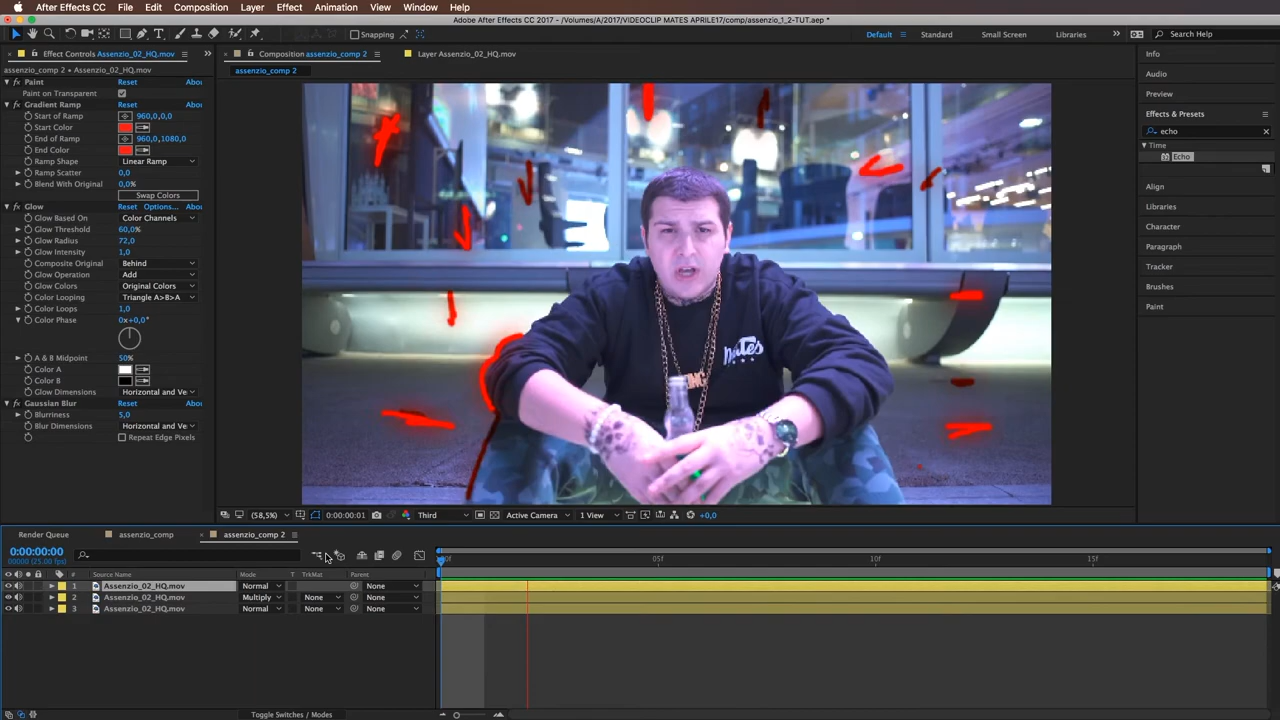 After Effects CC File Edit Composition Layer Effect Animation View Window Help
Adobe After Effects CC 2017 - /Volumes/A/2017/VIDEOCLIP MATES APRILE17/comp/assenzio_1_2-TUT.aep *
Snapping Default Standard Small Screen Libraries Search Help
Effect Controls Assenzio_02_HQ.mov
Composition assenzio_comp 2
Layer Assenzio_02_HQ.mov
assenzio_comp 2 • Assenzio_02_HQ.mov
assenzio_comp 2
Paint Reset Abou
Paint on Transparent
Gradient Ramp Reset Abou
Start of Ramp 960,0,0,0
Start Color
End of Ramp 960,0,1080,0
End Color
Ramp Shape Linear Ramp
Ramp Scatter 0,0
Blend With Original 0,0%
Swap Colors
Glow Reset Options... Abou
Glow Based On Color Channels
Glow Threshold 60,0%
Glow Radius 72,0
Glow Intensity 1,0
Composite Original Behind
Glow Operation Add
Glow Colors Original Colors
Color Looping Triangle A>B>A
Color Loops 1,0
Color Phase 0x+0,0°
A & B Midpoint 50%
Color A
Color B
Glow Dimensions Horizontal and Ve
Gaussian Blur Reset Abou
Blurriness 5,0
Blur Dimensions Horizontal and Ve
Repeat Edge Pixels
mates
Info
Audio
Preview
Effects & Presets
echo
Time
Echo
Align
Libraries
Character
Paragraph
Tracker
Brushes
Paint
(58,5%) 0:00:00:01 Third Active Camera 1 View +0,0
Render Queue assenzio_comp assenzio_comp 2
0:00:00:00
00000 (25.00 fps)
05f 10f 15f
# Source Name Mode T TrkMat Parent
1 Assenzio_02_HQ.mov Normal None
2 Assenzio_02_HQ.mov Multiply None None
3 Assenzio_02_HQ.mov Normal None None
Toggle Switches / Modes